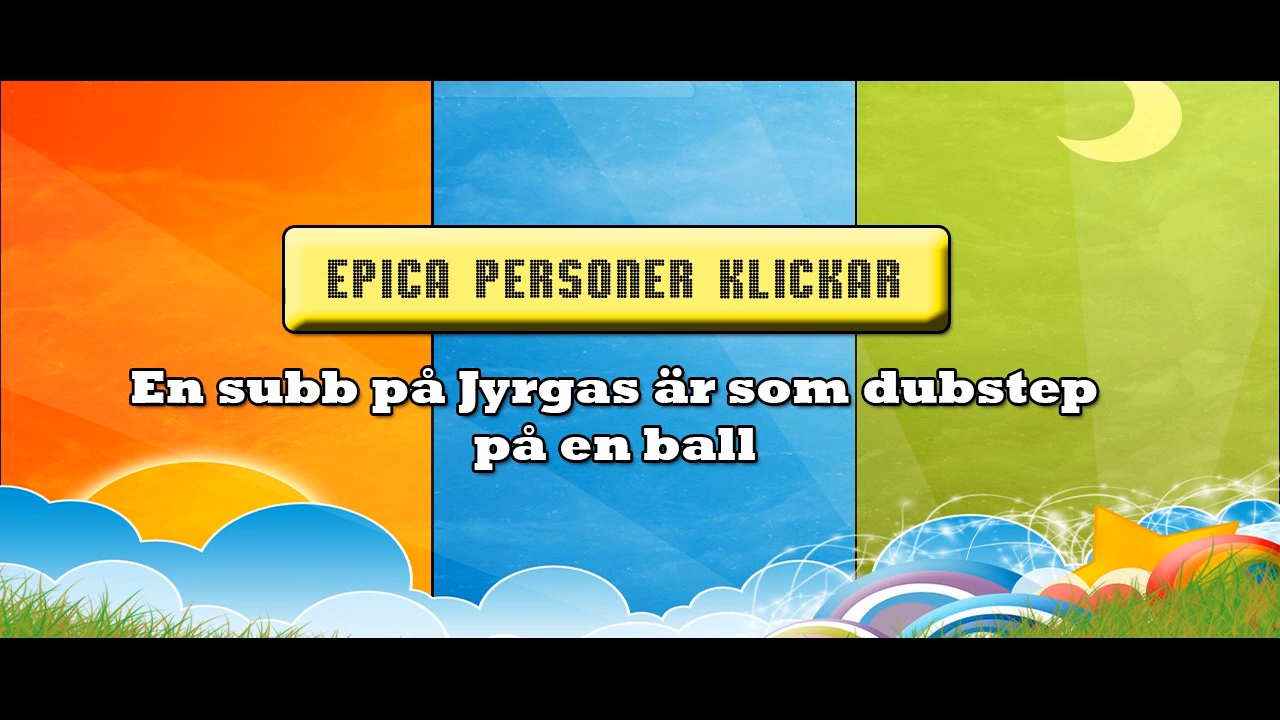 EPICA PERSONER KLICKAR
En subb på Jyrgas är som dubstep
på en ball